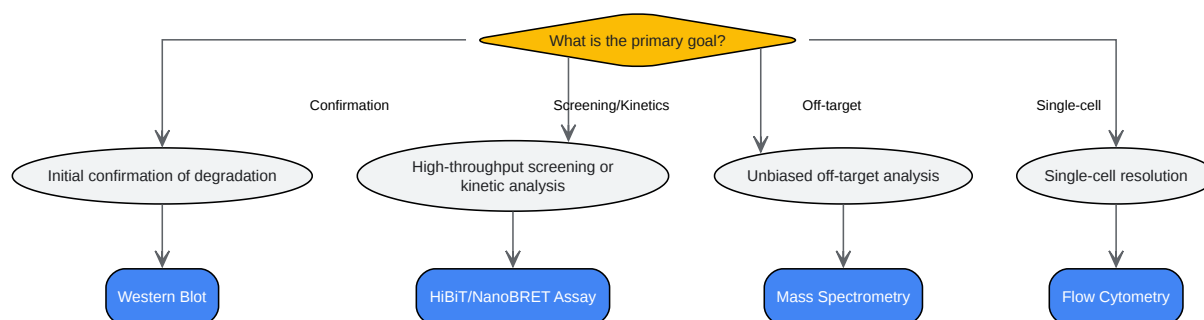 What is the primary goal?
Confirmation
Screening/Kinetics
Off-target
Single-cell
Initial confirmation of degradation
High-throughput screening or
kinetic analysis
Unbiased off-target analysis
Single-cell resolution
Western Blot
HiBiT/NanoBRET Assay
Mass Spectrometry
Flow Cytometry